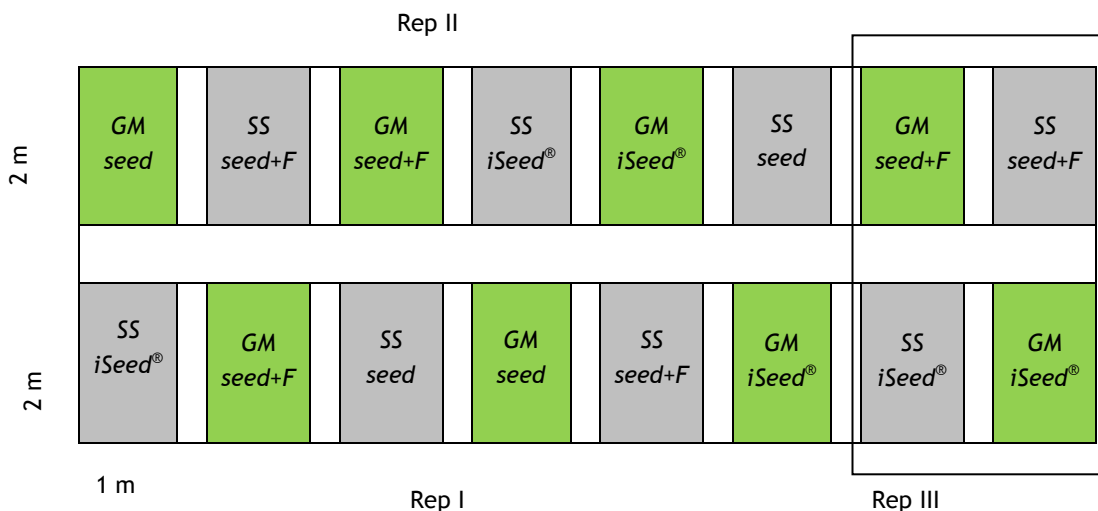 Rep II
2 m
GM
seed
SS
seed+F
GM
seed+F
SS
iSeed®
GM
iSeed®
SS
seed
GM
seed+F
SS
seed+F
2 m
SS
iSeed®
GM
seed+F
SS
seed
GM
seed
SS
seed+F
GM
iSeed®
SS
iSeed®
GM
iSeed®
1 m
Rep I
Rep III